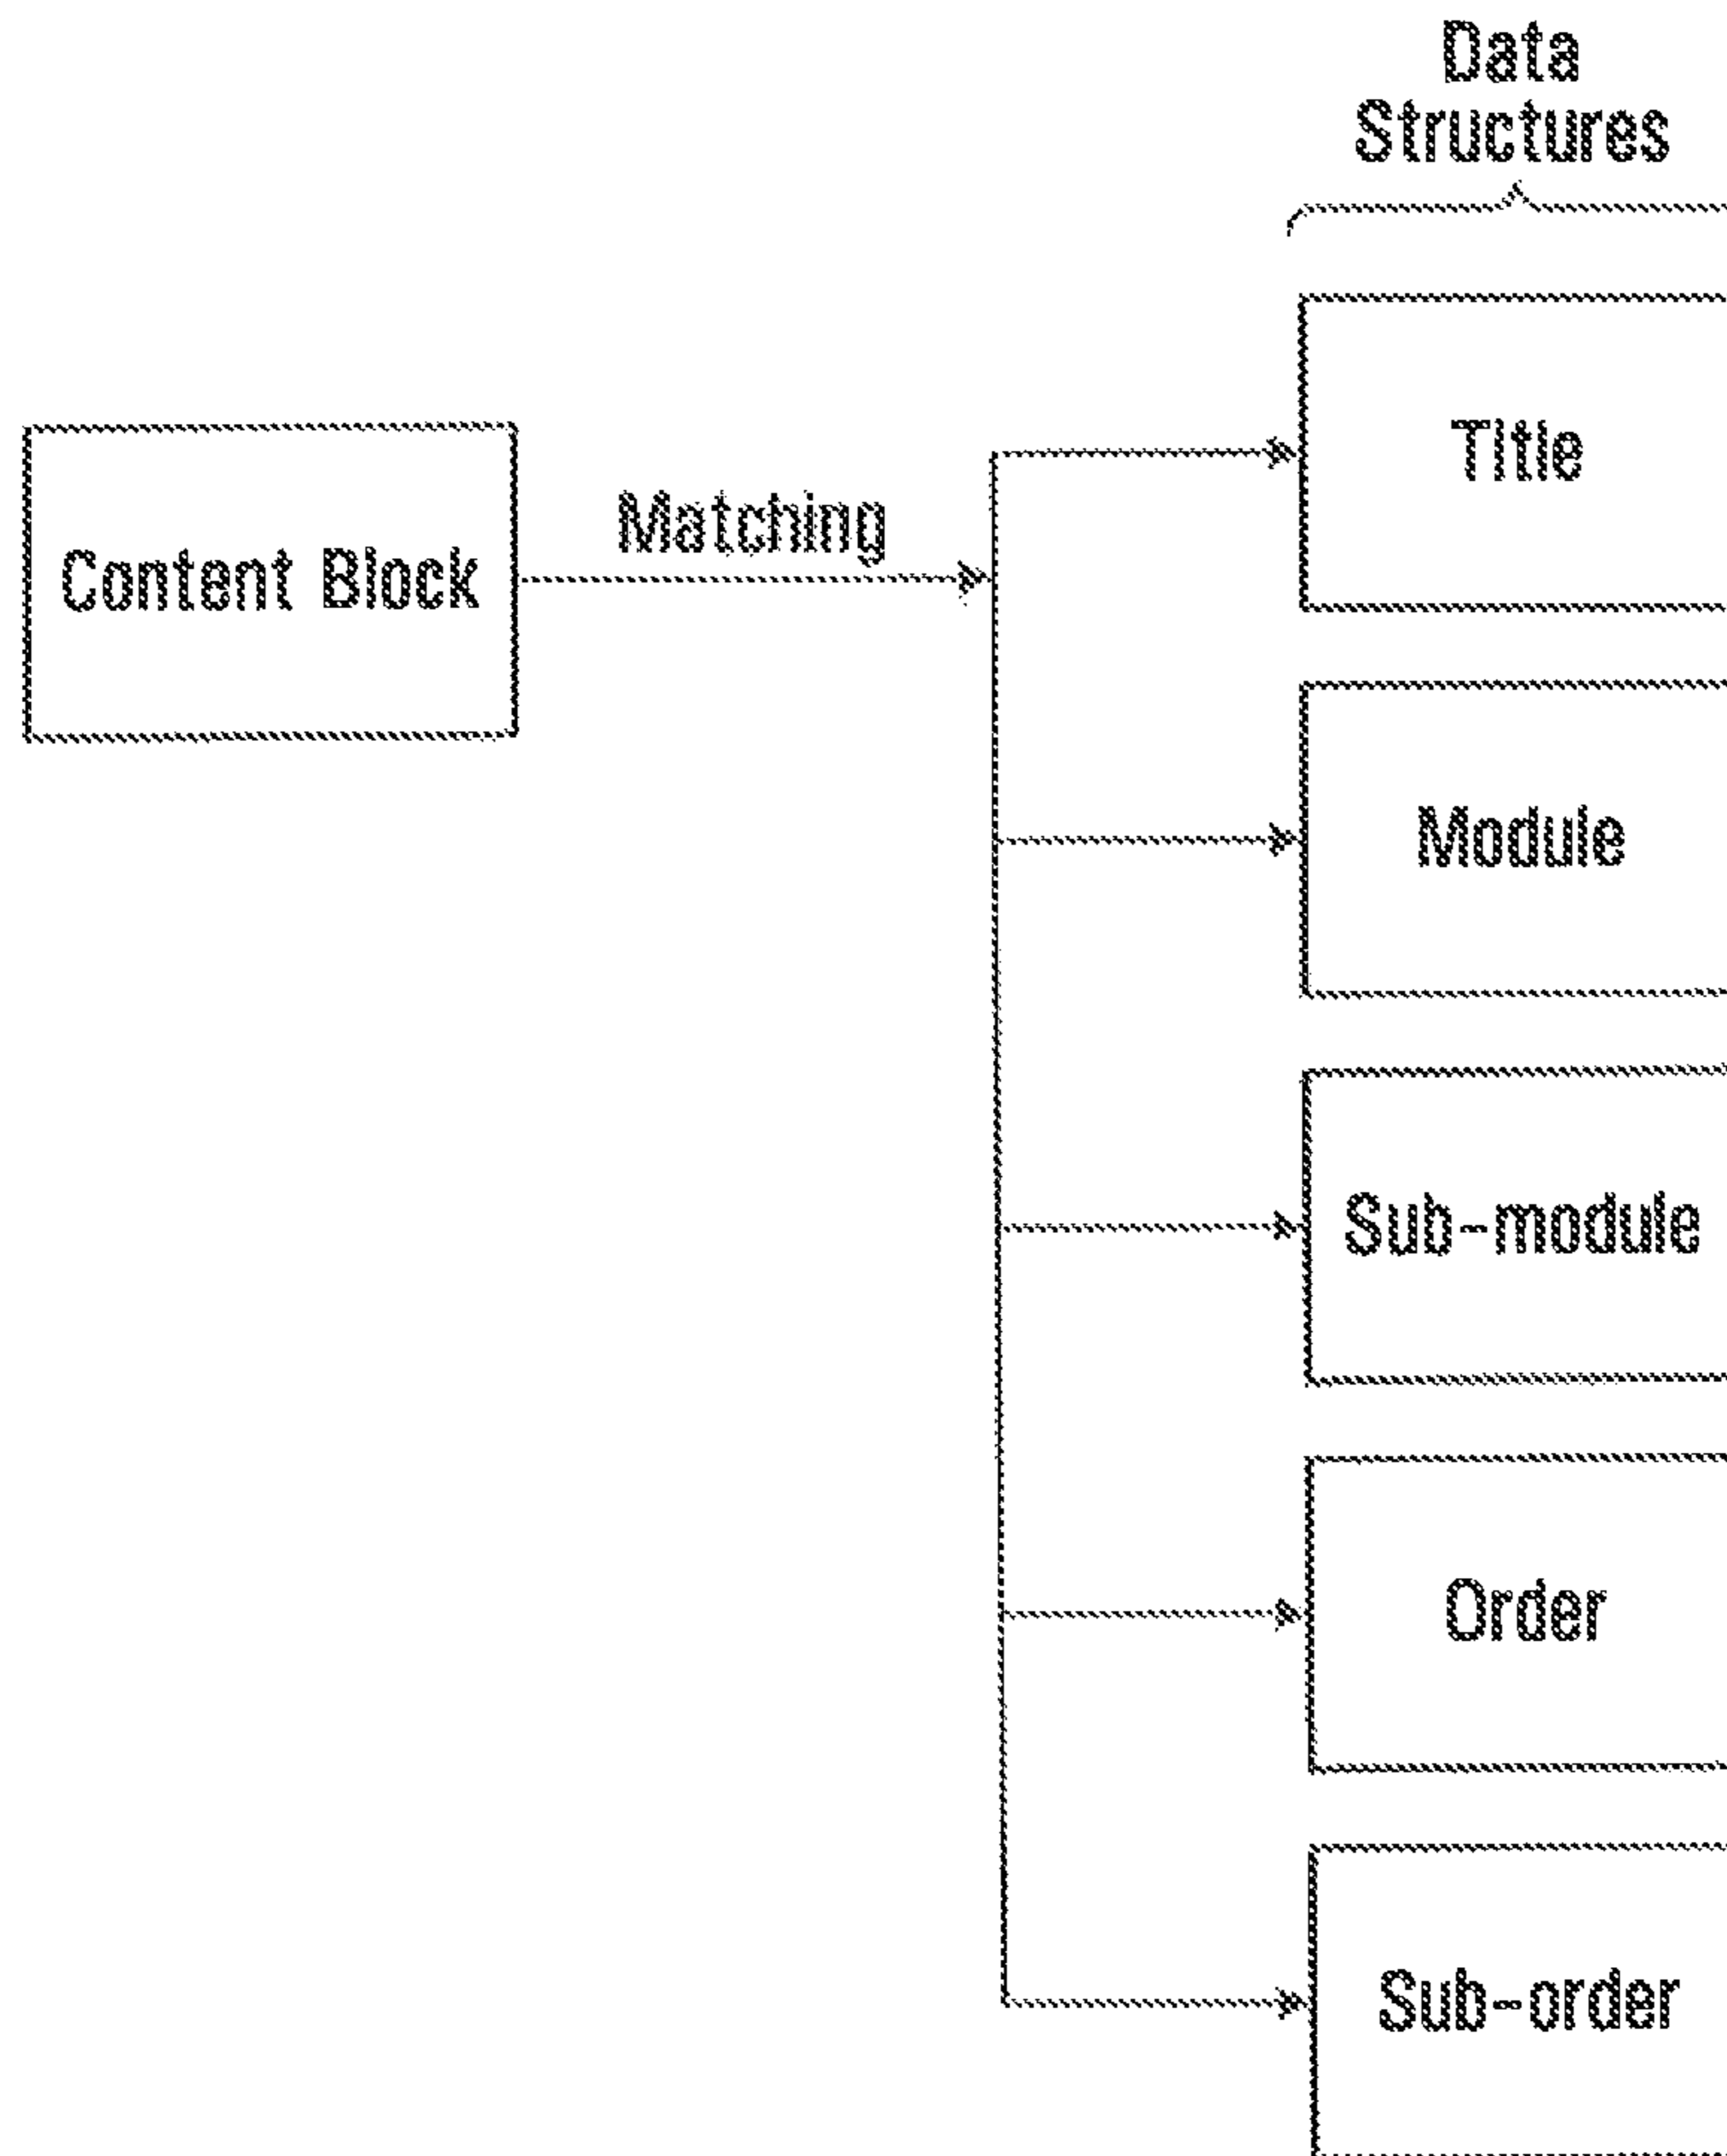 Data
Structures
Title
Matching
Content Block
Module
Sub-module
Order
Sub-order